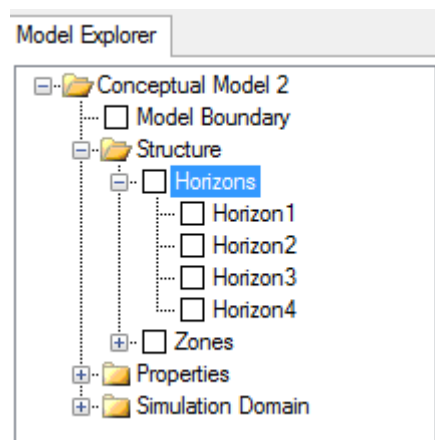 Model Explorer
Conceptual Model 2
Model Boundary
Structure
Horizons
Horizon1
Horizon2
Horizon3
Horizon4
Zones
Properties
Simulation Domain